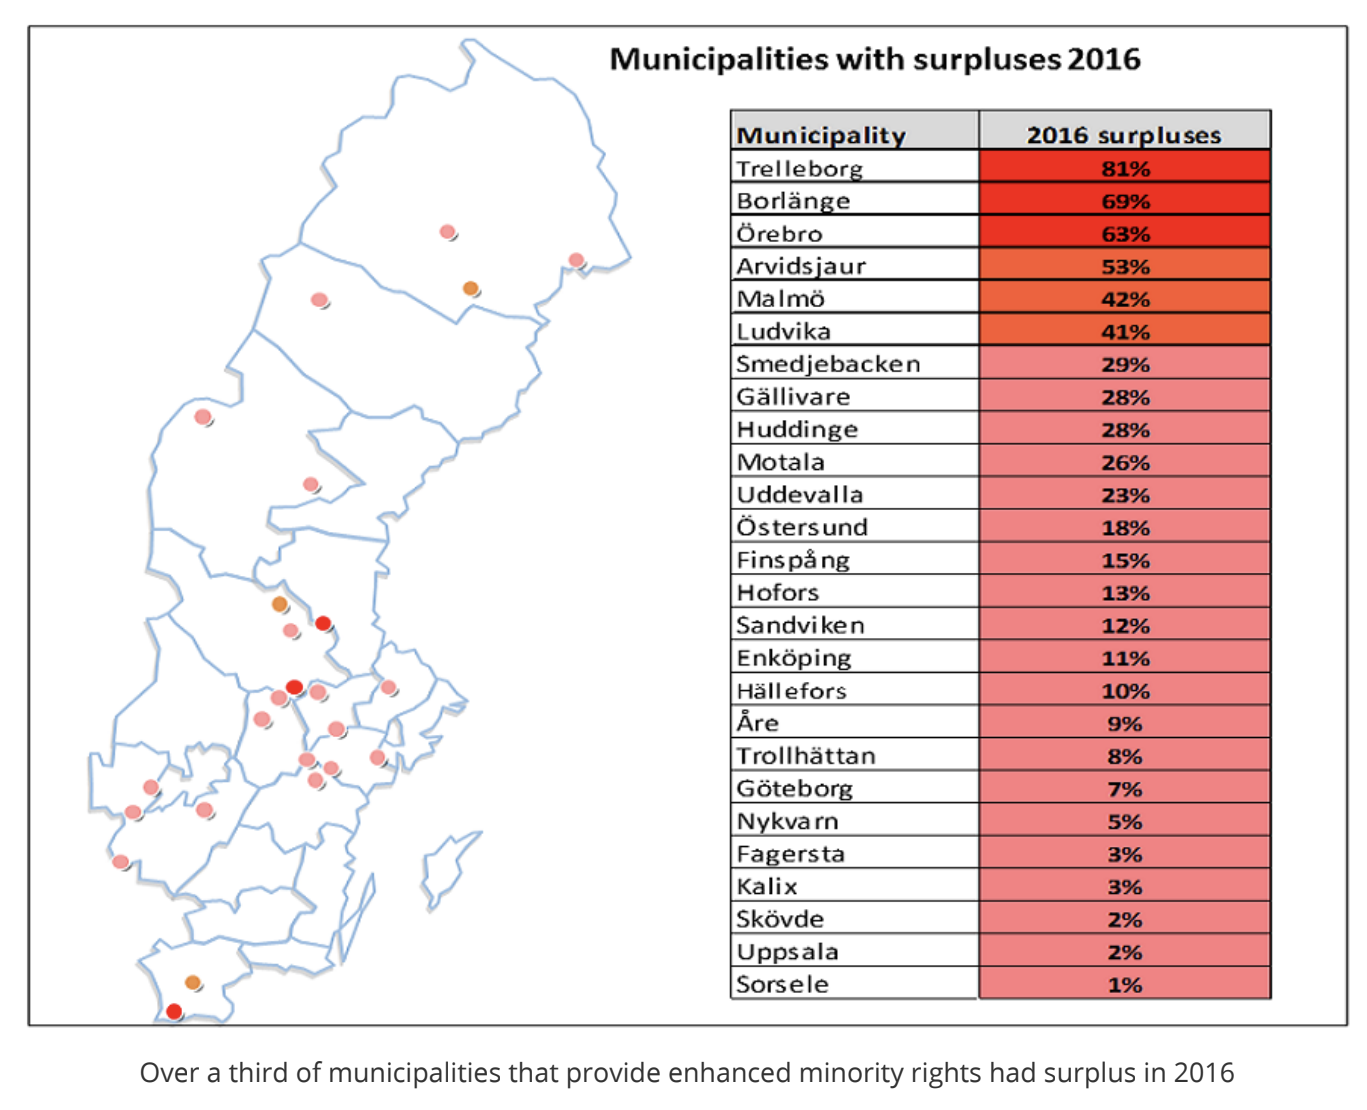 Municipalities with surpluses 2016
Municipality 2016 surpluses
Trelleborg 81%
Borlänge 69%
Örebro 63%
Arvidsjaur 53%
Malmö 42%
Ludvika 41%
Smedjebacken 29%
Gällivare 28%
Huddinge 28%
Motala 26%
Uddevalla 23%
Östersund 18%
Finspång 15%
Hofors 13%
Sandviken 12%
Enköping 11%
Hällefors 10%
Åre 9%
Trollhättan 8%
Göteborg 7%
Nykvarn 5%
Fagersta 3%
Kalix 3%
Skövde 2%
Uppsala 2%
Sorsele 1%
Over a third of municipalities that provide enhanced minority rights had surplus in 2016